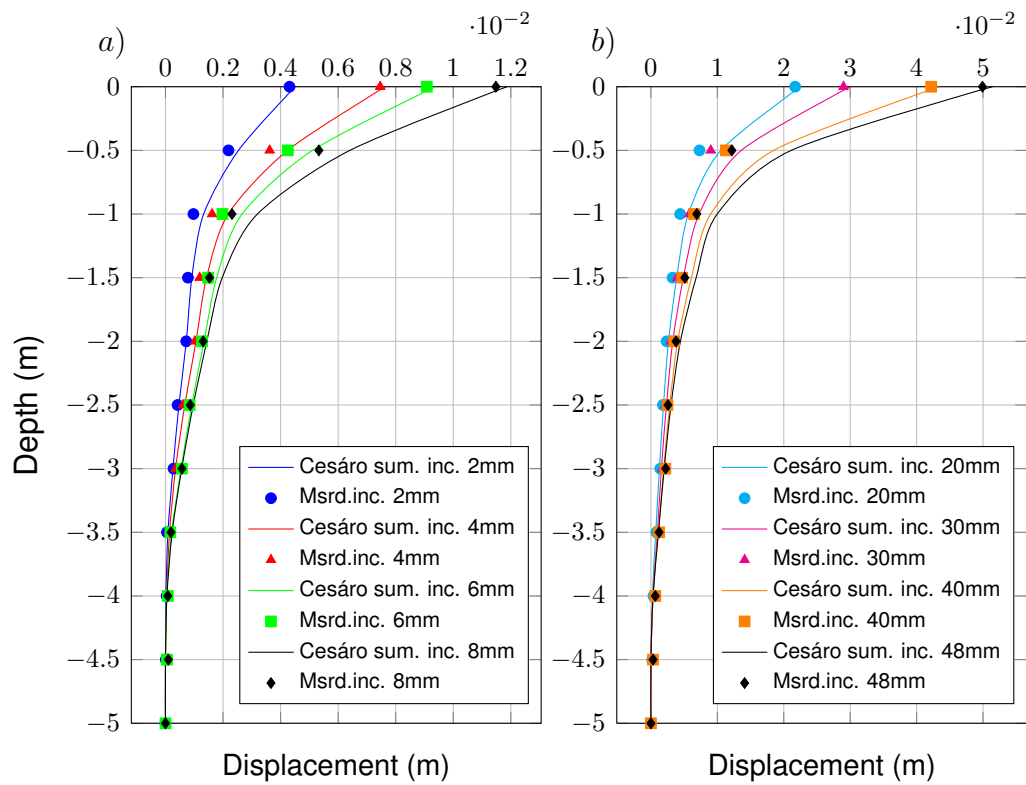 a)
·10⁻²
0 0.2 0.4 0.6 0.8 1 1.2
0
−0.5
−1
−1.5
−2
−2.5
−3
−3.5
−4
−4.5
−5
Depth (m)
Displacement (m)
Cesáro sum. inc. 2mm
Msrd.inc. 2mm
Cesáro sum. inc. 4mm
Msrd.inc. 4mm
Cesáro sum. inc. 6mm
Msrd.inc. 6mm
Cesáro sum. inc. 8mm
Msrd.inc. 8mm
b)
·10⁻²
0 1 2 3 4 5
0
−0.5
−1
−1.5
−2
−2.5
−3
−3.5
−4
−4.5
−5
Displacement (m)
Cesáro sum. inc. 20mm
Msrd.inc. 20mm
Cesáro sum. inc. 30mm
Msrd.inc. 30mm
Cesáro sum. inc. 40mm
Msrd.inc. 40mm
Cesáro sum. inc. 48mm
Msrd.inc. 48mm